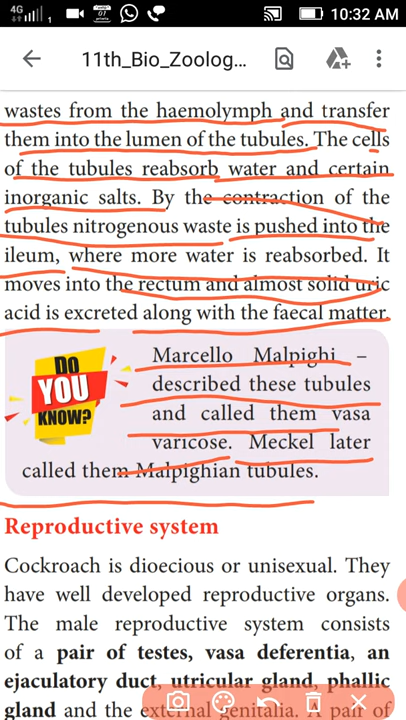 4G
10:32 AM
11th_Bio_Zoolog...
wastes from the haemolymph and transfer
them into the lumen of the tubules. The cells
of the tubules reabsorb water and certain
inorganic salts. By the contraction of the
tubules nitrogenous waste is pushed into the
ileum, where more water is reabsorbed. It
moves into the rectum and almost solid uric
acid is excreted along with the faecal matter.
DO
YOU
KNOW?
Marcello Malpighi –
described these tubules
and called them vasa
varicose. Meckel later
called them Malpighian tubules.
Reproductive system
Cockroach is dioecious or unisexual. They
have well developed reproductive organs.
The male reproductive system consists
of a pair of testes, vasa deferentia, an
ejaculatory duct, utricular gland, phallic
gland and the external genitalia. A pair of